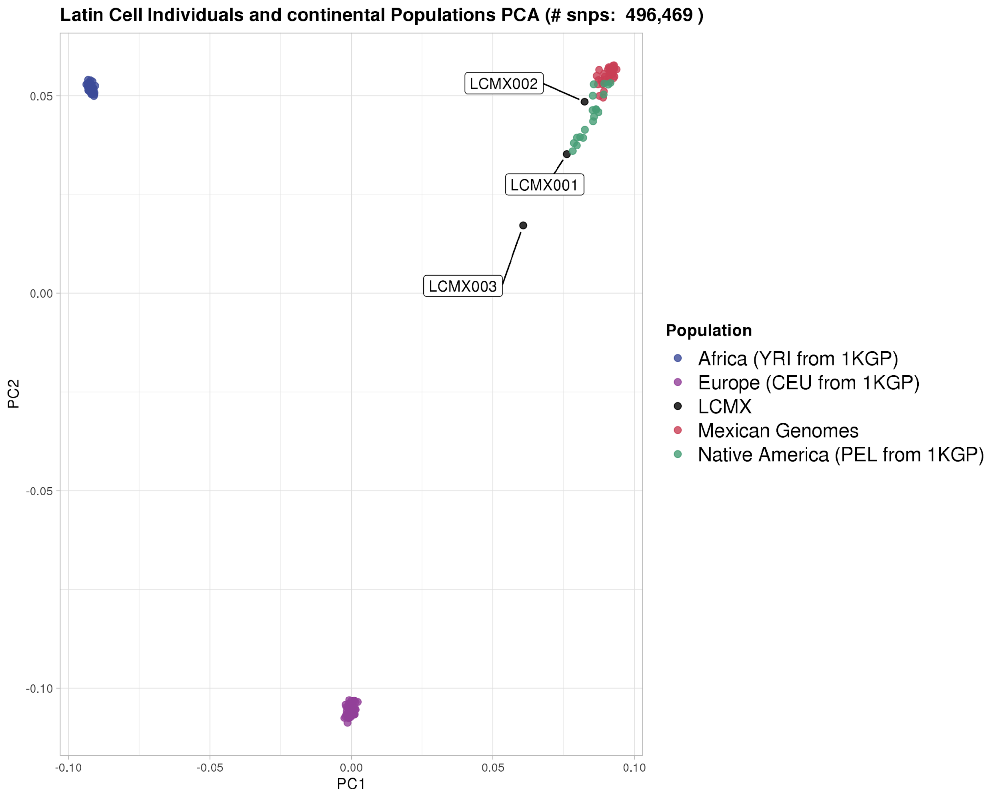 Latin Cell Individuals and continental Populations PCA (# snps:  496,469 )
LCMX002
0.05
LCMX001
LCMX003
0.00
Population
Africa (YRI from 1KGP)
Europe (CEU from 1KGP)
PC2
LCMX
Mexican Genomes
Native America (PEL from 1KGP)
-0.05
-0.10
-0.10 -0.05 0.00 0.05 0.10
PC1